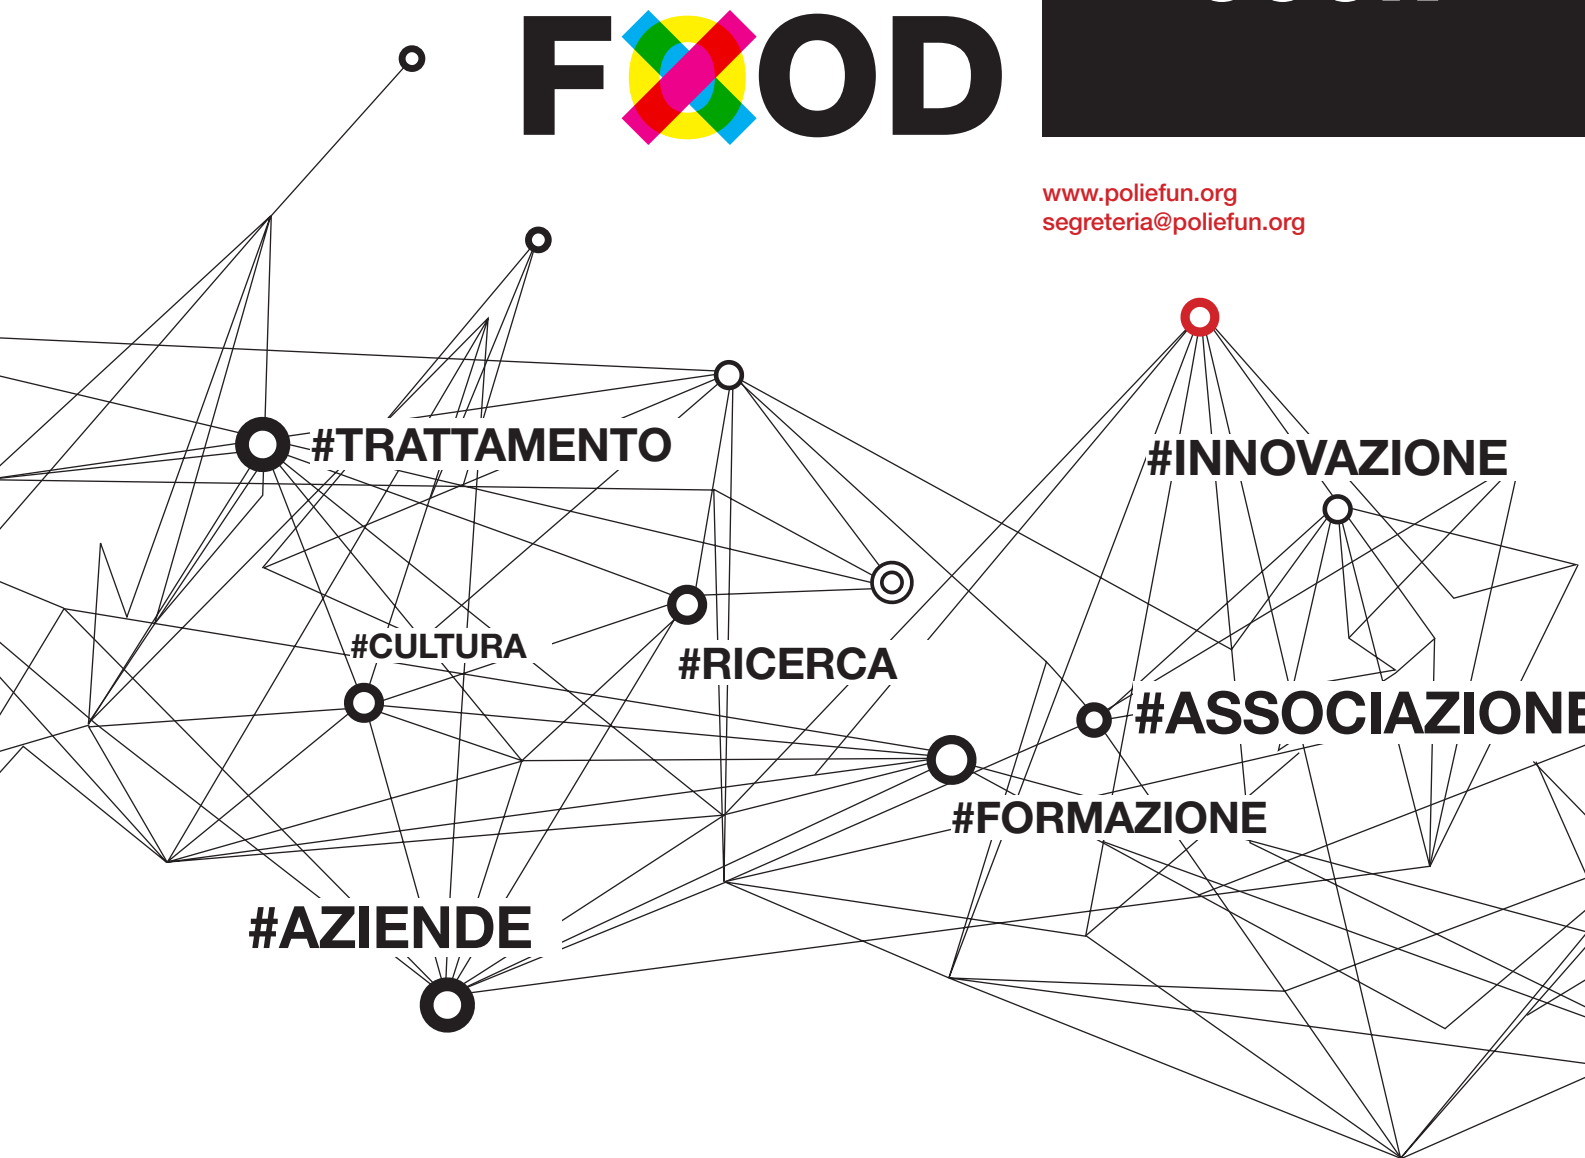 FOOD
www.poliefun.org
segreteria@poliefun.org
#TRATTAMENTO
#INNOVAZIONE
#CULTURA
#RICERCA
#ASSOCIAZIONE
#FORMAZIONE
#AZIENDE